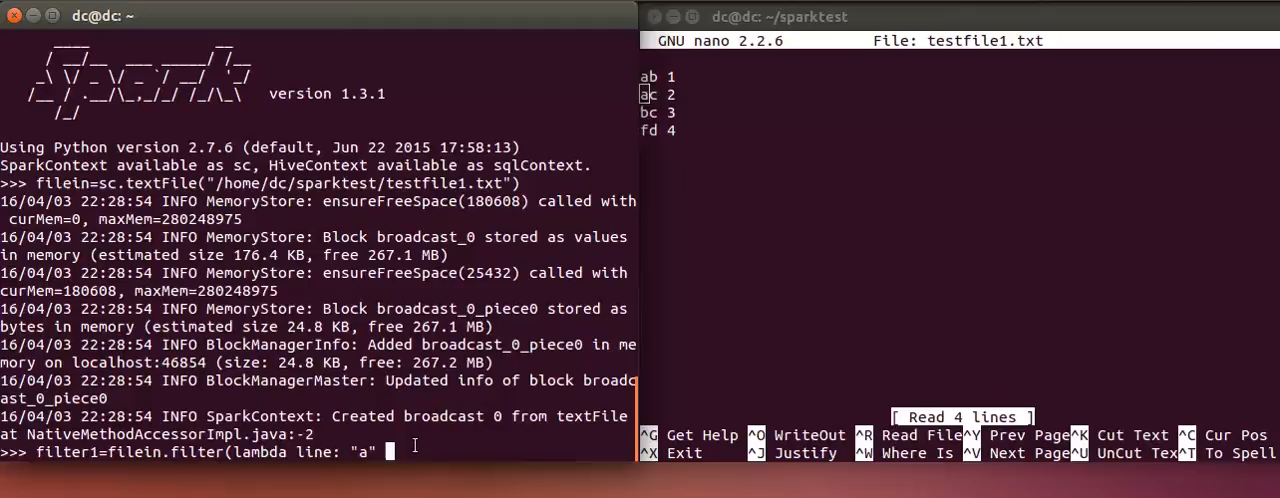 dc@dc: ~
version 1.3.1
Using Python version 2.7.6 (default, Jun 22 2015 17:58:13)
SparkContext available as sc, HiveContext available as sqlContext.
>>> filein=sc.textFile("/home/dc/sparktest/testfile1.txt")
16/04/03 22:28:54 INFO MemoryStore: ensureFreeSpace(180608) called with
curMem=0, maxMem=280248975
16/04/03 22:28:54 INFO MemoryStore: Block broadcast_0 stored as values
in memory (estimated size 176.4 KB, free 267.1 MB)
16/04/03 22:28:54 INFO MemoryStore: ensureFreeSpace(25432) called with
curMem=180608, maxMem=280248975
16/04/03 22:28:54 INFO MemoryStore: Block broadcast_0_piece0 stored as
bytes in memory (estimated size 24.8 KB, free 267.1 MB)
16/04/03 22:28:54 INFO BlockManagerInfo: Added broadcast_0_piece0 in me
mory on localhost:46854 (size: 24.8 KB, free: 267.2 MB)
16/04/03 22:28:54 INFO BlockManagerMaster: Updated info of block broadc
ast_0_piece0
16/04/03 22:28:54 INFO SparkContext: Created broadcast 0 from textFile
at NativeMethodAccessorImpl.java:-2
>>> filter1=filein.filter(lambda line: "a"
dc@dc: ~/sparktest
GNU nano 2.2.6 File: testfile1.txt
ab 1
ac 2
bc 3
fd 4
[ Read 4 lines ]
^G Get Help ^O WriteOut ^R Read File ^Y Prev Page ^K Cut Text ^C Cur Pos
^X Exit ^J Justify ^W Where Is ^V Next Page ^U UnCut Tex ^T To Spell